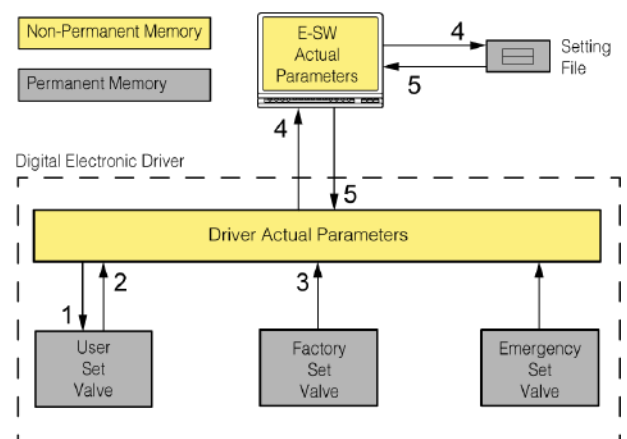 Non-Permanent Memory
Permanent Memory
E-SW
Actual
Parameters
4
5
Setting
File
4
5
Digital Electronic Driver
Driver Actual Parameters
1
2
3
User
Set
Valve
Factory
Set
Valve
Emergency
Set
Valve